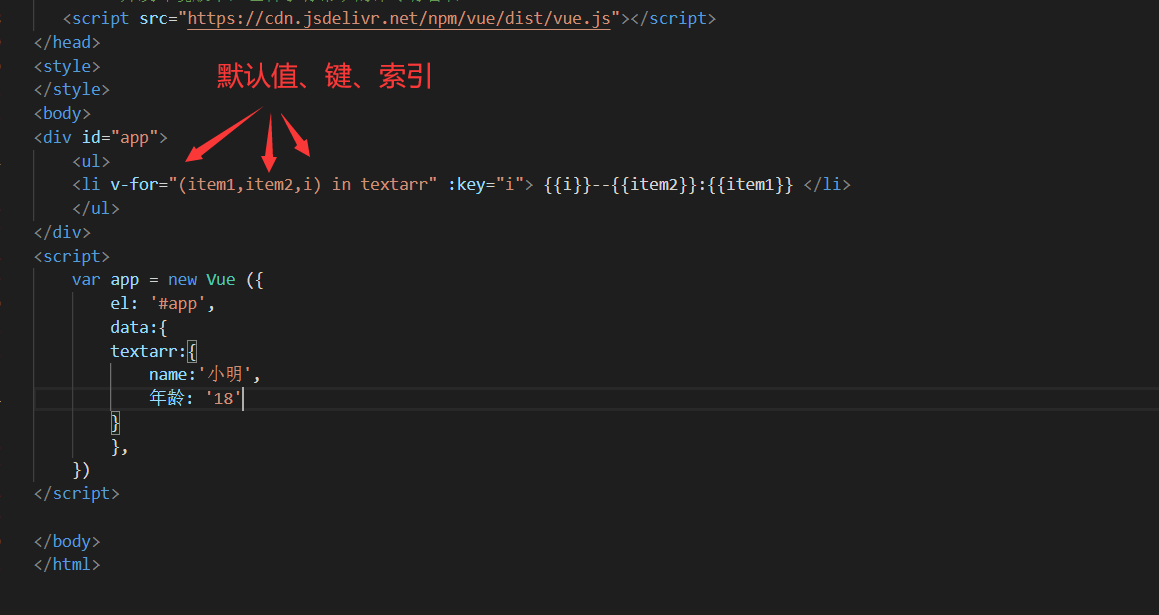 <script src="https://cdn.jsdelivr.net/npm/vue/dist/vue.js"></script>
</head>
<style>
默认值、键、索引
</style>
<body>
<div id="app">
<ul>
<li v-for="(item1,item2,i) in textarr" :key="i"> {{i}}--{{item2}}:{{item1}} </li>
</ul>
</div>
<script>
var app = new Vue ({
el: '#app',
data:{
textarr:{
name:'小明',
年龄: '18'
}
},
})
</script>
</body>
</html>